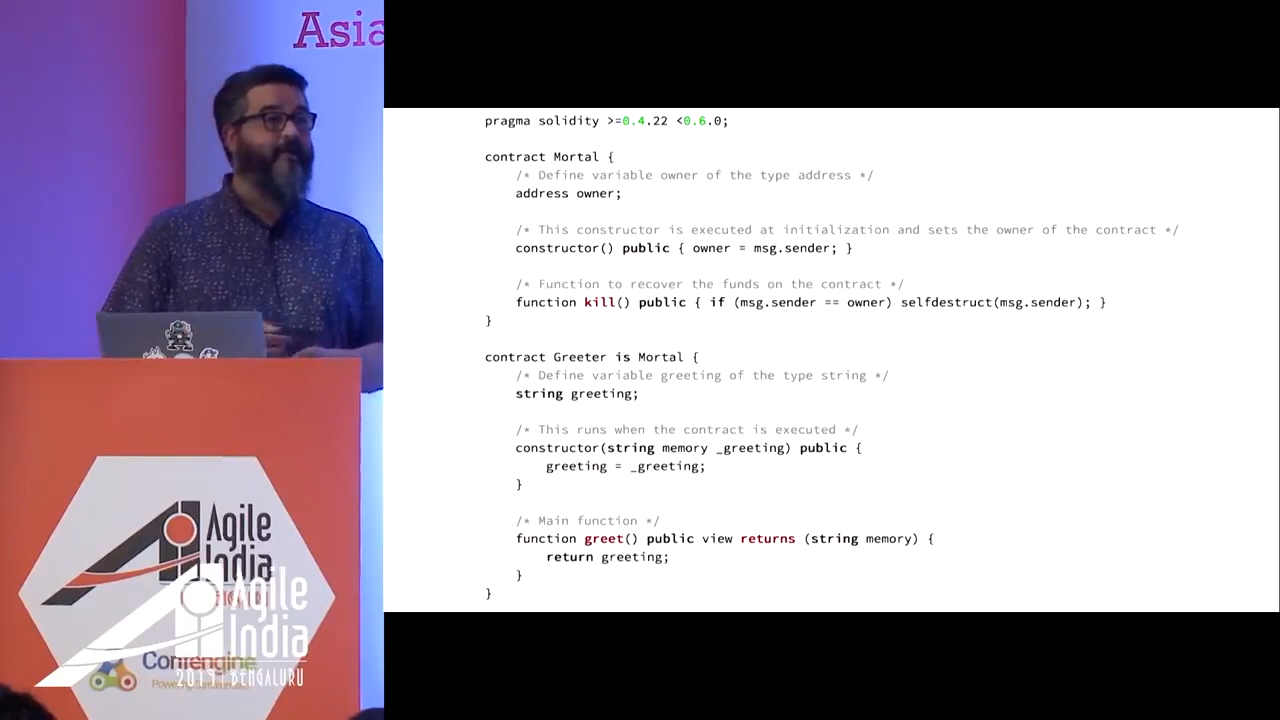 Asia
pragma solidity >=0.4.22 <0.6.0;
contract Mortal {
/* Define variable owner of the type address */
address owner;
/* This constructor is executed at initialization and sets the owner of the contract */
constructor() public { owner = msg.sender; }
/* Function to recover the funds on the contract */
function kill() public { if (msg.sender == owner) selfdestruct(msg.sender); }
}
contract Greeter is Mortal {
/* Define variable greeting of the type string */
string greeting;
/* This runs when the contract is executed */
constructor(string memory _greeting) public {
greeting = _greeting;
}
/* Main function */
function greet() public view returns (string memory) {
return greeting;
}
}
Agile
India
Agile
India
2019 BENGALURU